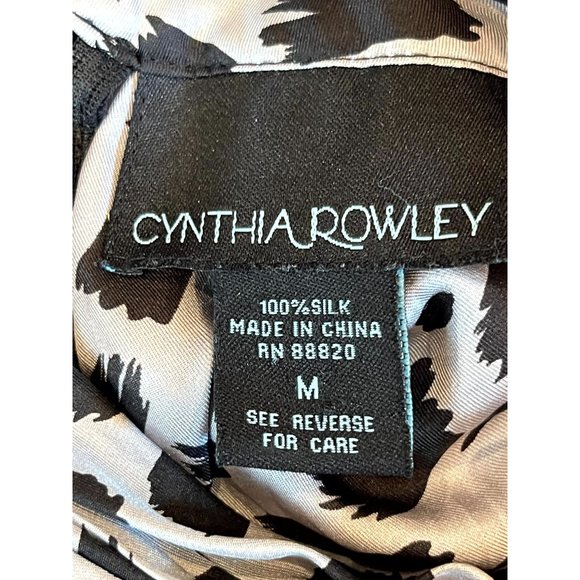 CYNTHIA ROWLEY
100%SILK
MADE IN CHINA
RN 88820
M
SEE REVERSE
FOR CARE